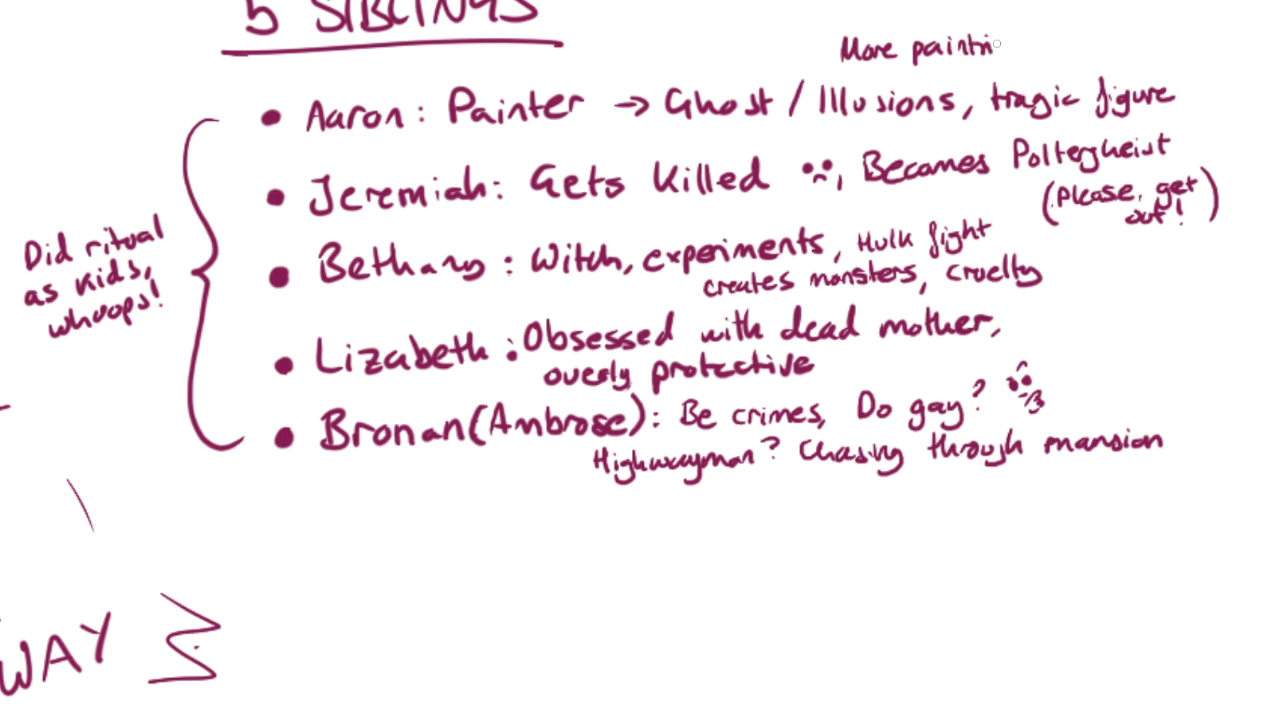 5 SIBLINGS
More paintin
• Aaron: Painter → Ghost / Illusions, tragic figure
• Jeremiah: Gets Killed :(, Becomes Poltergheist
(Please, get out!)
• Bethany: Witch, experiments, Hulk fight
creates monsters, cruelty
• Lizabeth: Obsessed with dead mother,
overly protective
• Bronan(Ambrose): Be crimes, Do gay?
Highwayman? Chasing through mansion
Did ritual
as kids,
whoops!
WAY